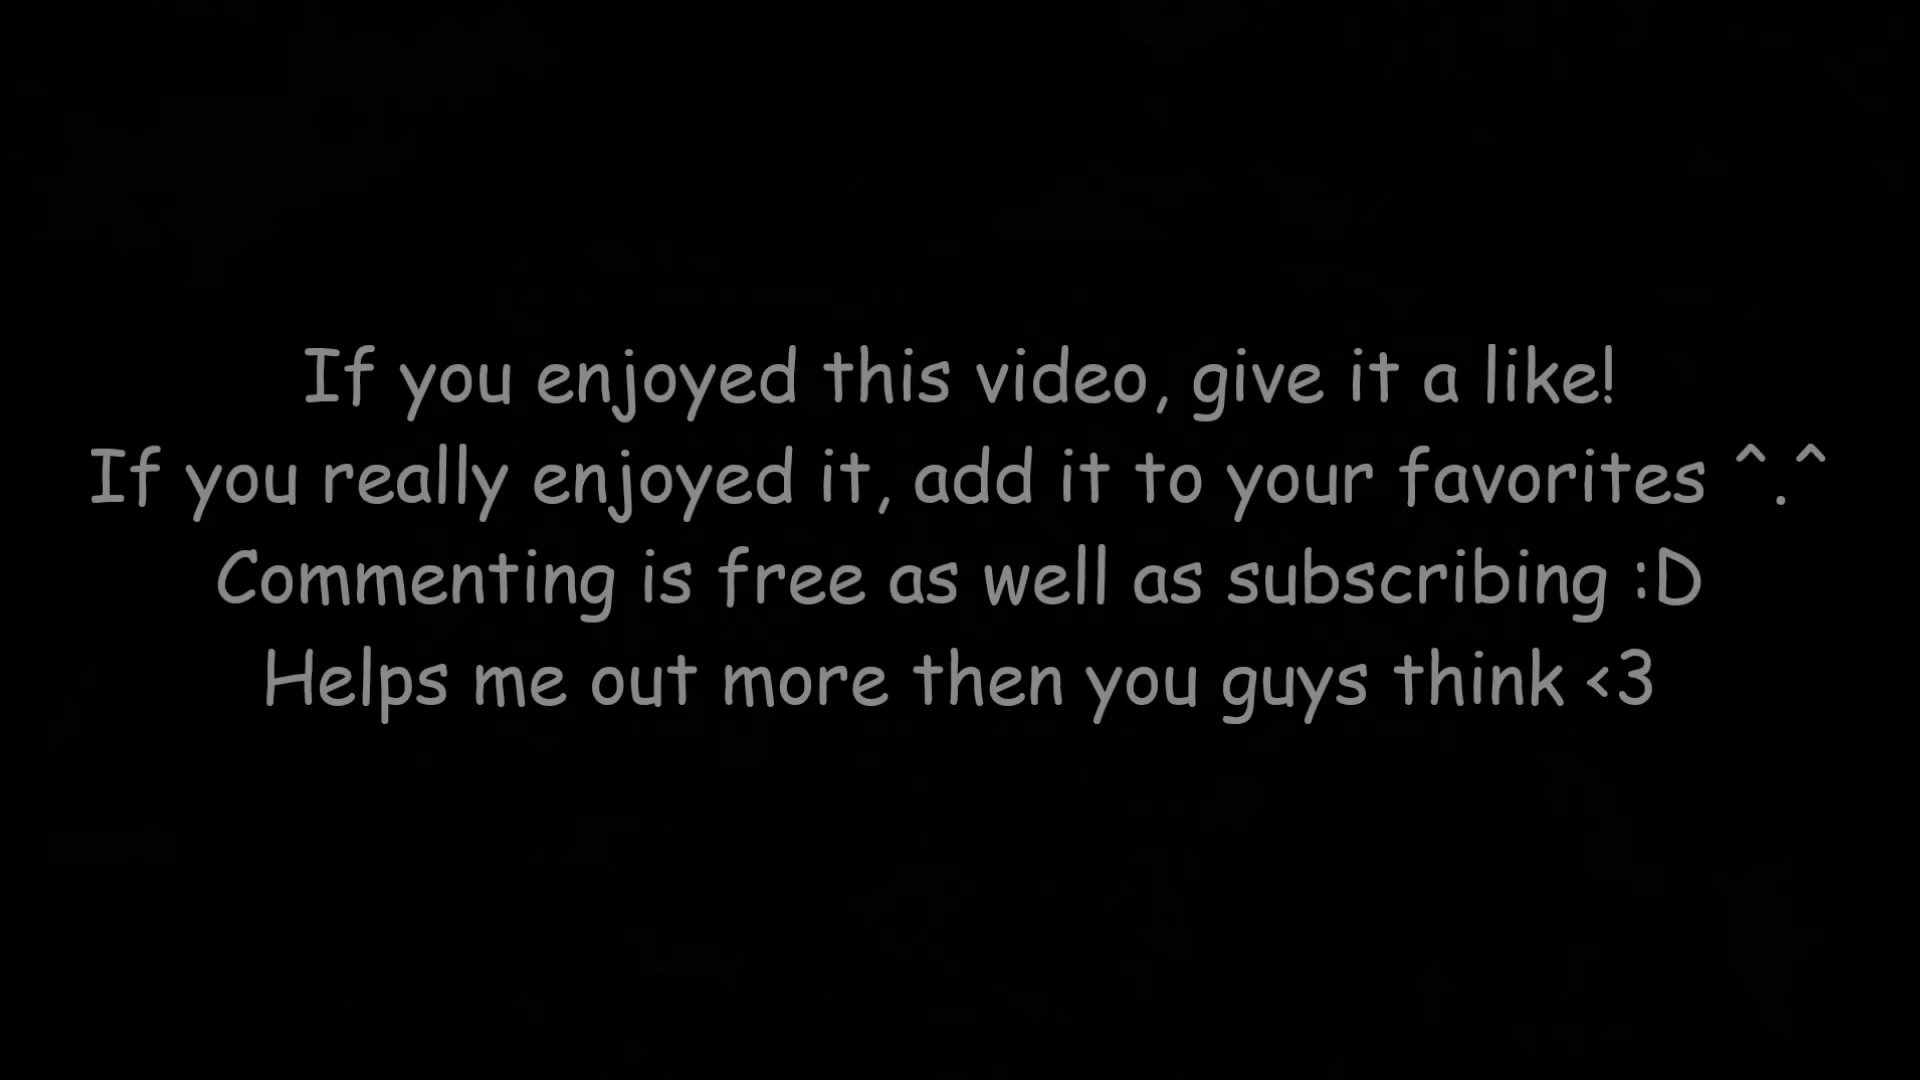 If you enjoyed this video, give it a like!
If you really enjoyed it, add it to your favorites ^.^
Commenting is free as well as subscribing :D
Helps me out more then you guys think <3